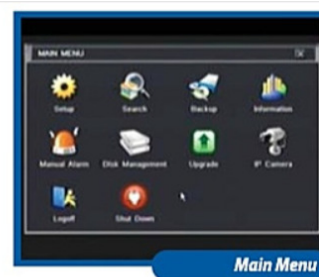 MAIN MENU
Setup
Search
Backup
Information
Manual Alarm
Disk Management
Upgrade
IP Camera
Logoff
Shut Down
Main Menu